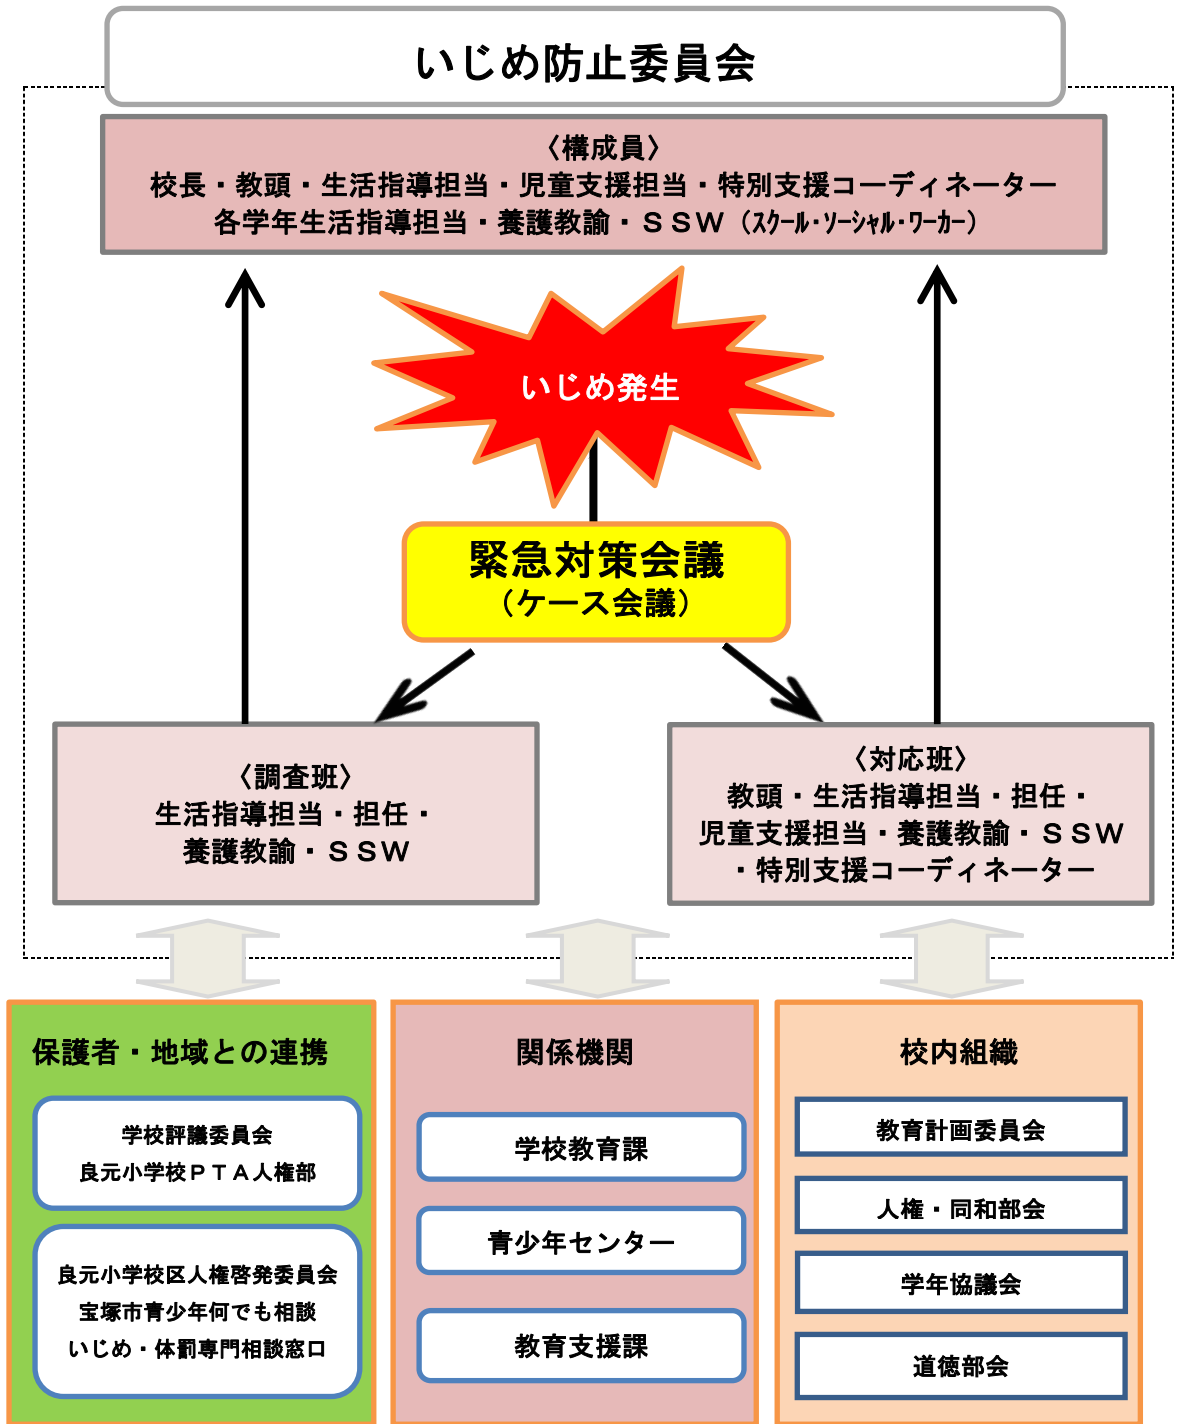 いじめ防止委員会
〈構成員〉
校長・教頭・生活指導担当・児童支援担当・特別支援コーディネーター
各学年生活指導担当・養護教諭・ＳＳＷ（ｽｸｰﾙ・ｿｰｼｬﾙ・ﾜｰｶｰ）
いじめ発生
緊急対策会議
（ケース会議）
〈調査班〉
生活指導担当・担任・
養護教諭・ＳＳＷ
〈対応班〉
教頭・生活指導担当・担任・
児童支援担当・養護教諭・ＳＳＷ
・特別支援コーディネーター
保護者・地域との連携
学校評議委員会
良元小学校ＰＴＡ人権部
良元小学校区人権啓発委員会
宝塚市青少年何でも相談
いじめ・体罰専門相談窓口
関係機関
学校教育課
青少年センター
教育支援課
校内組織
教育計画委員会
人権・同和部会
学年協議会
道徳部会